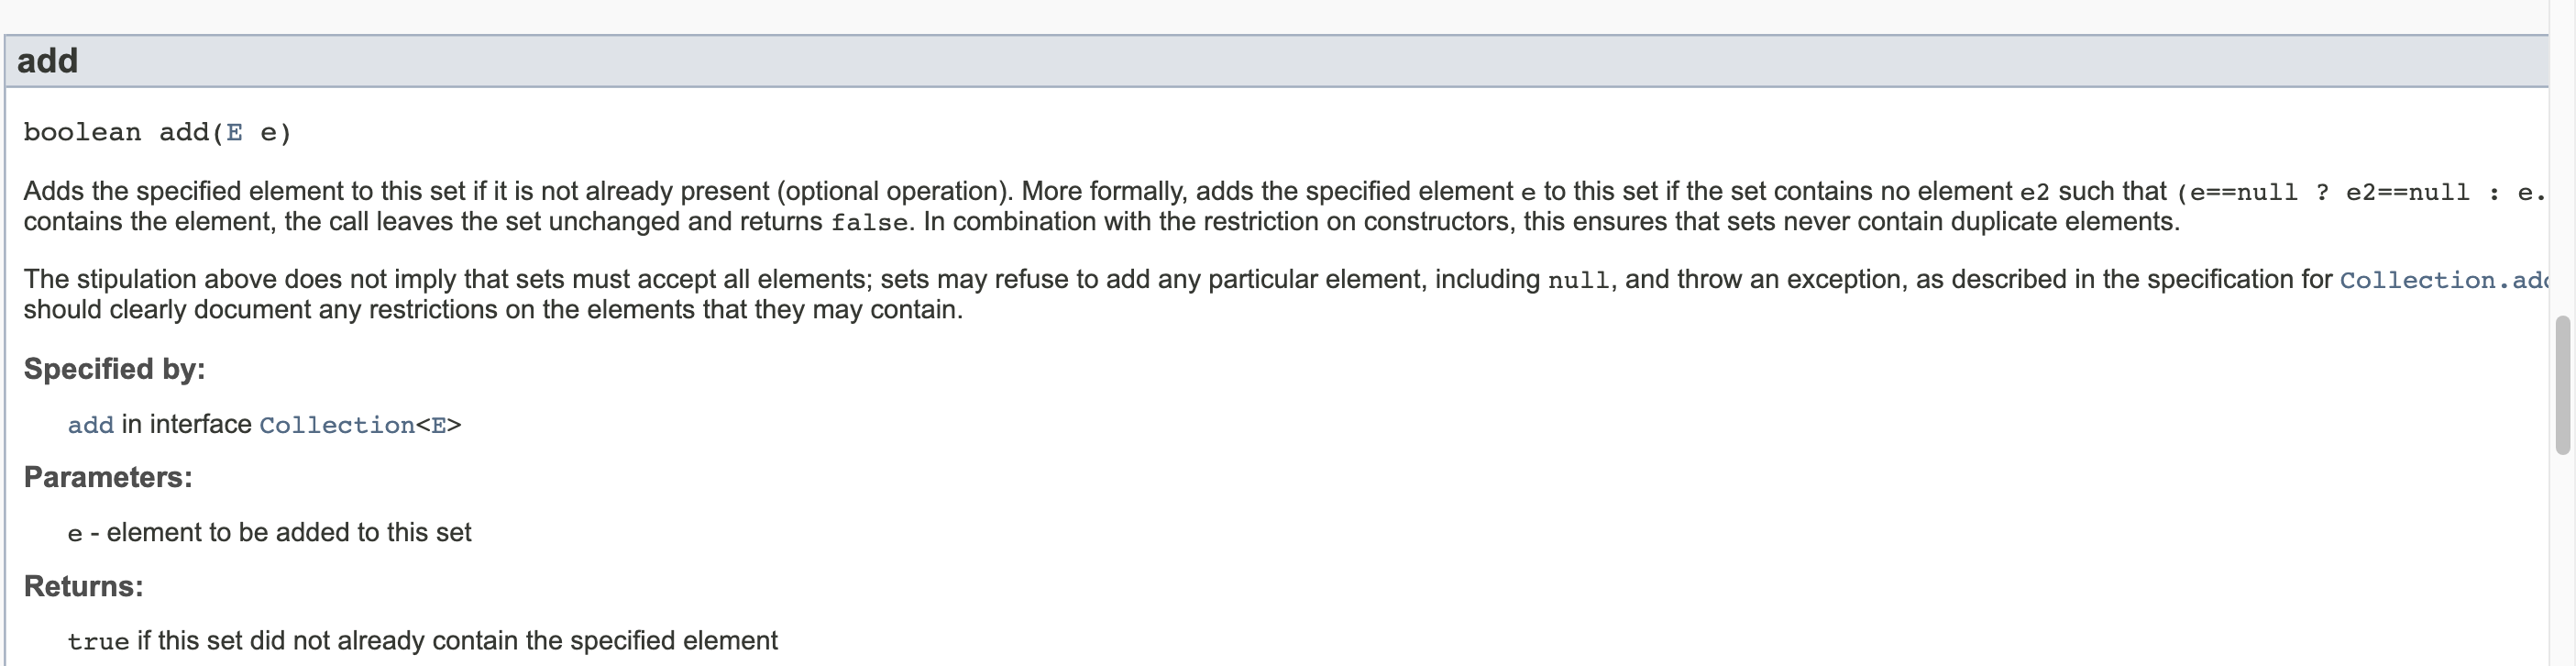 add
boolean add(E e)
Adds the specified element to this set if it is not already present (optional operation). More formally, adds the specified element e to this set if the set contains no element e2 such that (e==null ? e2==null : e.
contains the element, the call leaves the set unchanged and returns false. In combination with the restriction on constructors, this ensures that sets never contain duplicate elements.
The stipulation above does not imply that sets must accept all elements; sets may refuse to add any particular element, including null, and throw an exception, as described in the specification for Collection.add
should clearly document any restrictions on the elements that they may contain.
Specified by:
add in interface Collection<E>
Parameters:
e - element to be added to this set
Returns:
true if this set did not already contain the specified element